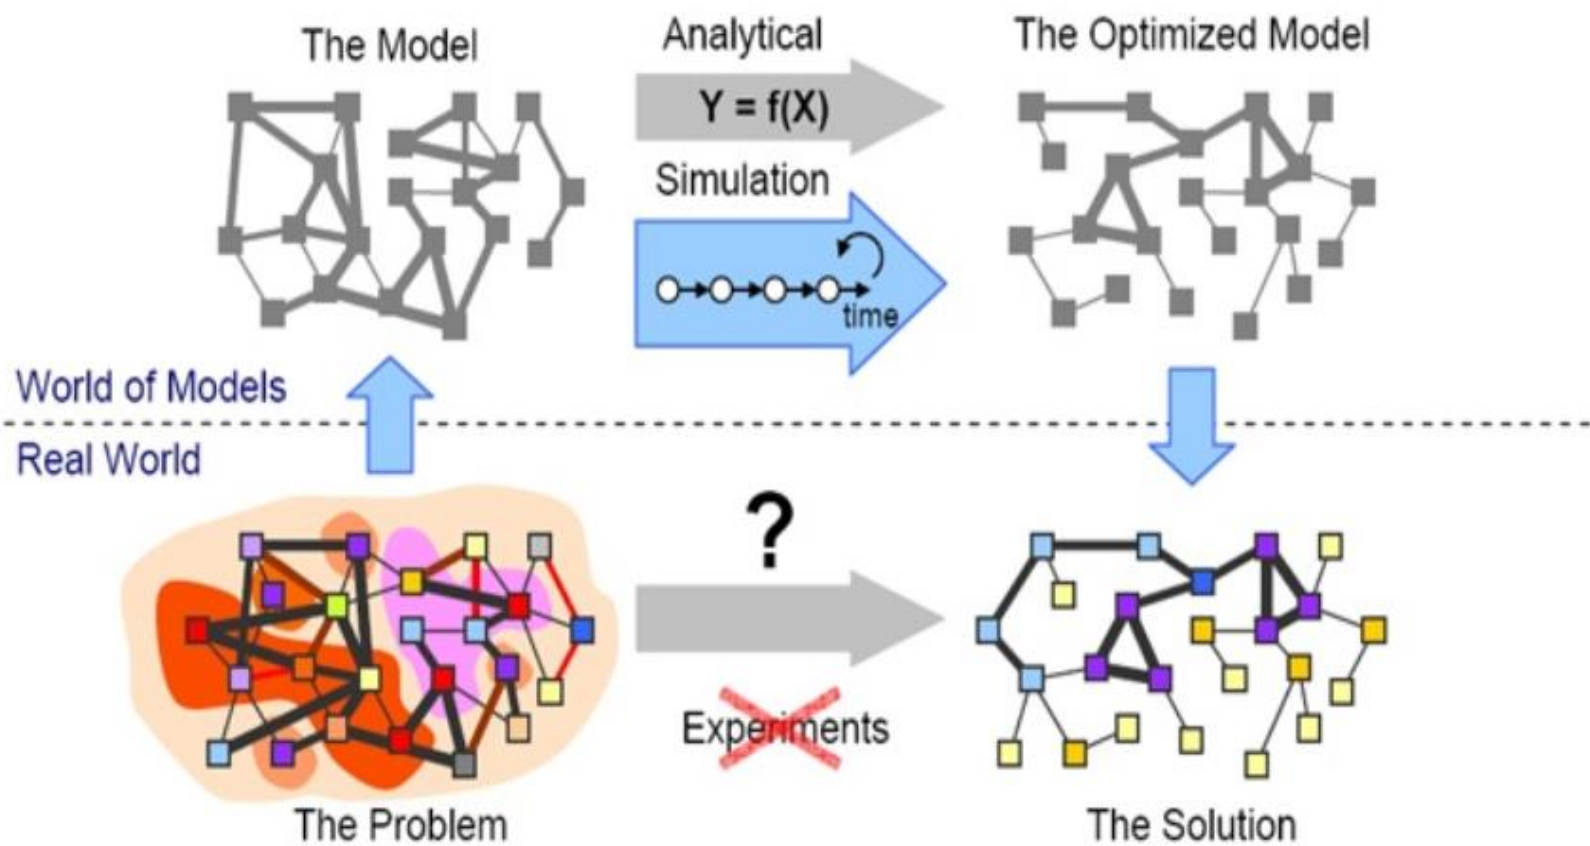 The Model
Analytical
The Optimized Model
Y = f(X)
Simulation
time
World of Models
Real World
?
Experiments
The Problem
The Solution